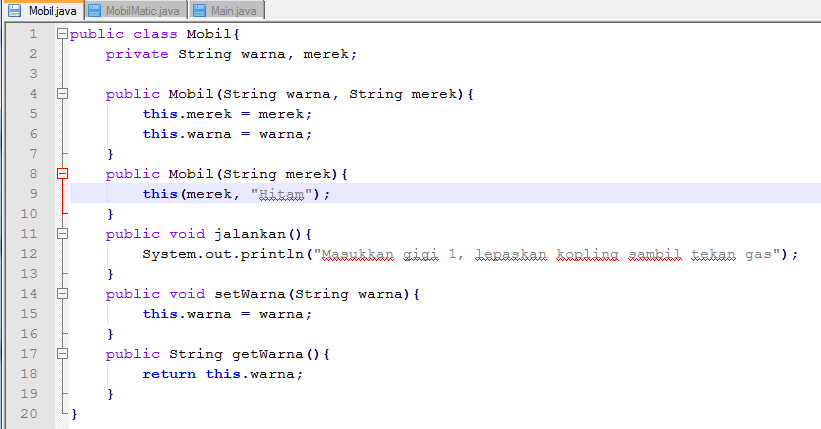 Mobil.java MobilMatic.java Main.java
1 public class Mobil{
2 private String warna, merek;
3
4 public Mobil(String warna, String merek){
5 this.merek = merek;
6 this.warna = warna;
7 }
8 public Mobil(String merek){
9 this(merek, "Hitam");
10 }
11 public void jalankan(){
12 System.out.println("Masukkan gigi 1, lepaskan kopling sambil tekan gas");
13 }
14 public void setWarna(String warna){
15 this.warna = warna;
16 }
17 public String getWarna(){
18 return this.warna;
19 }
20 }